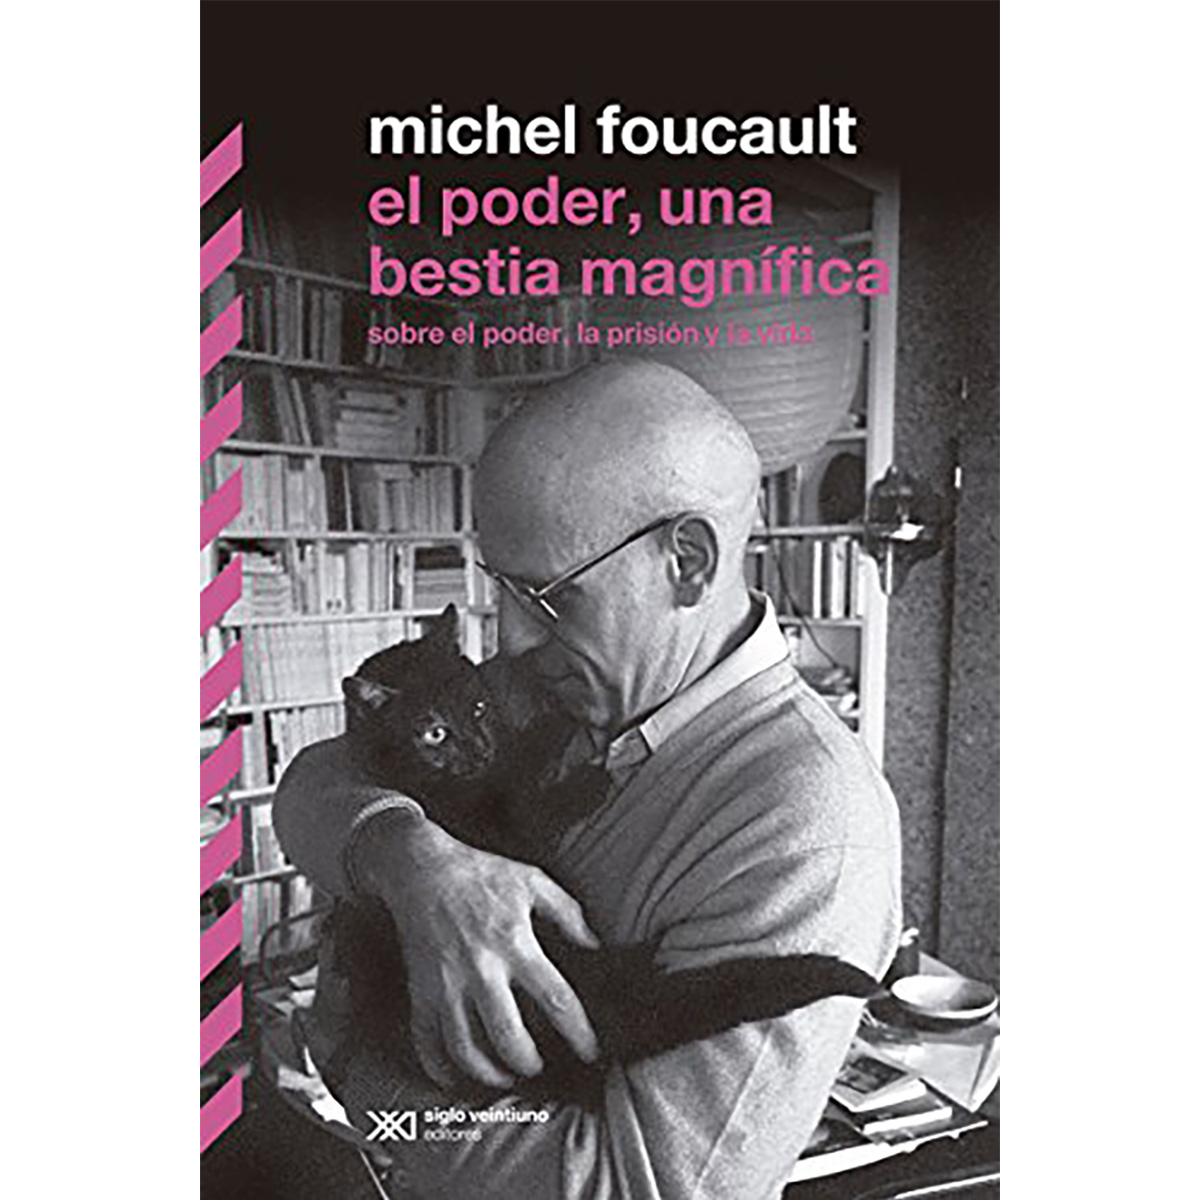 michel foucault
el poder, una
bestia magnífica
sobre el poder, la prisión y la vida
siglo veintiuno
editores